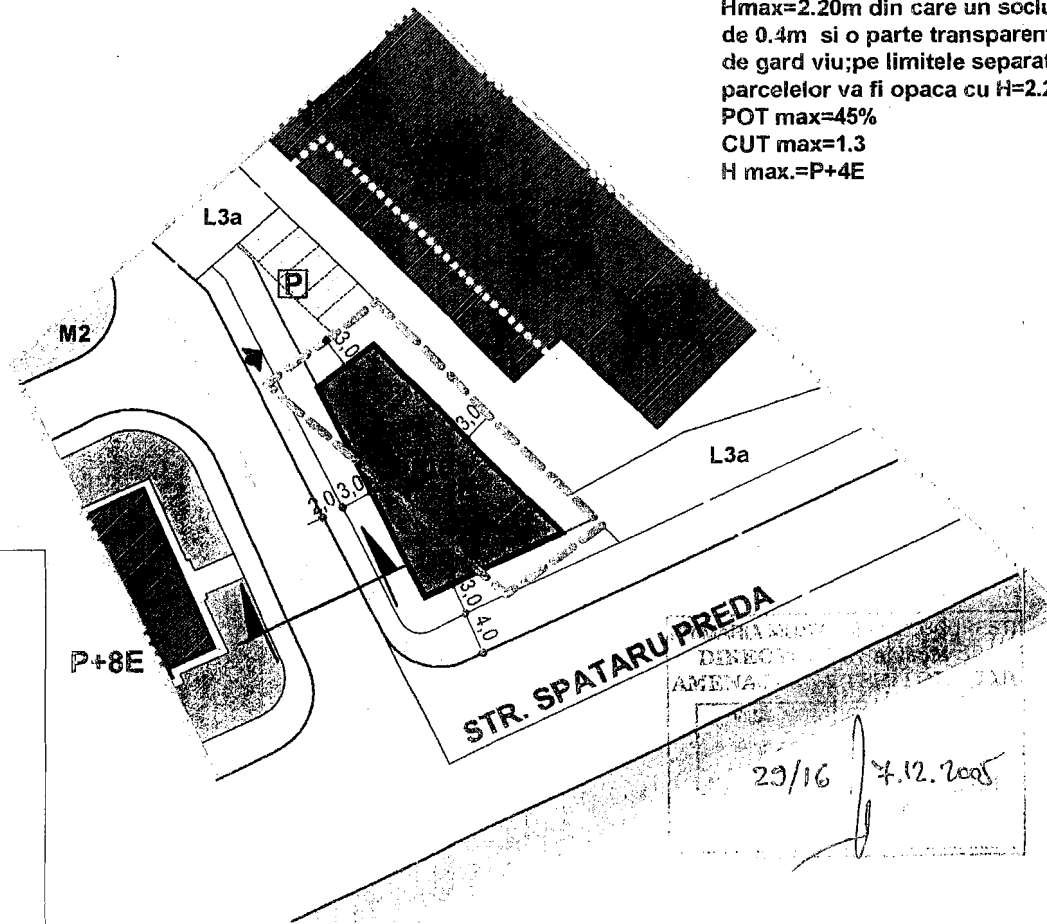 Hmax=2.20m din care un soclu
de 0.4m si o parte transparent
de gard viu;pe limitele separat
parcelelor va fi opaca cu H=2.2
POT max=45%
CUT max=1.3
H max.=P+4E
L3a
P
M2
3,0
3,0
L3a
2,0 3,0
3,0
4,0
P+8E
STR. SPATARU PREDA
29/16 7.12.2005